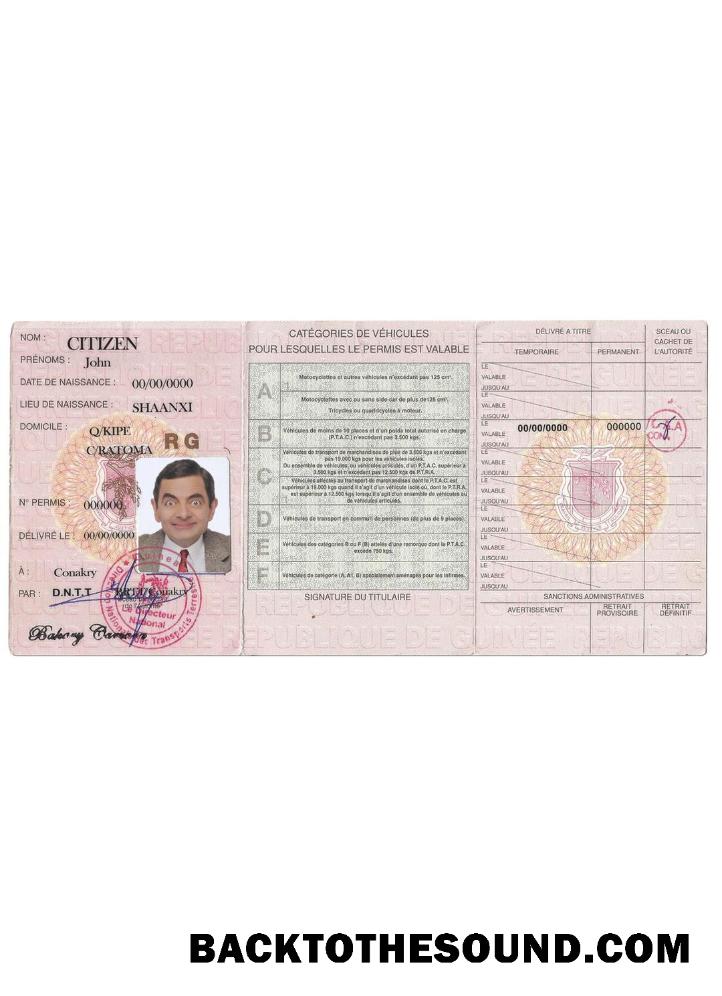 NOM :
CITIZEN
PRÉNOMS :
John
DATE DE NAISSANCE :
00/00/0000
LIEU DE NAISSANCE :
SHAANXI
DOMICILE :
Q/KIPE
C/RATOMA
RG
N° PERMIS :
000000
DÉLIVRÉ LE :
00/00/0000
À :
Conakry
PAR :
D.N.T.T
Directeur
National
CATÉGORIES DE VÉHICULES
POUR LESQUELLES LE PERMIS EST VALABLE
A
Motocyclettes et autres véhicules n'excédant pas 125 cm³.
Motocyclettes avec ou sans side-car de plus de 125 cm³.
Tricycles ou quadricycles à moteur.
B
Véhicules de moins de 90 places et d'un poids total autorisé en charge
(P.T.A.C.) n'excédant pas 3.500 kgs.
C
Véhicules de transport de marchandises de plus de 3.500 kgs et n'excédant
pas 19.000 kgs pour les véhicules isolés.
Du ensemble de véhicules, ou véhicules articulés, d'un P.T.A.C. supérieur à
3.500 kgs et n'excédant pas 12.500 kgs de P.T.R.A.
Véhicules affectés au transport de marchandises dont le P.T.A.C. est
supérieur à 19.000 kgs quand il s'agit d'un véhicule isolé où, dont le P.T.R.A.
est supérieur à 12.500 kgs lorsqu'il s'agit d'un ensemble de véhicules ou
de véhicules articulés.
D
Véhicules de transport en commun de personnes (de plus de 9 places).
E
Véhicules des catégories B ou F (B) attelés d'une remorque dont le P.T.A.C.
excède 750 kgs.
F
Véhicules de catégorie (A, A1, B) spécialement aménagés pour les infirmes.
SIGNATURE DU TITULAIRE
DÉLIVRÉ A TITRE
SCEAU OU
CACHET DE
L'AUTORITÉ
TEMPORAIRE
PERMANENT
LE
VALABLE
JUSQU'AU
LE
VALABLE
JUSQU'AU
LE
VALABLE
JUSQU'AU
00/00/0000
000000
LE
VALABLE
JUSQU'AU
LE
VALABLE
JUSQU'AU
LE
VALABLE
JUSQU'AU
LE
VALABLE
JUSQU'AU
LE
VALABLE
JUSQU'AU
SANCTIONS ADMINISTRATIVES
AVERTISSEMENT
RETRAIT
PROVISOIRE
RETRAIT
DÉFINITIF
REPUBLIQUE DE GUINEE
BACKTOTHESOUND.COM